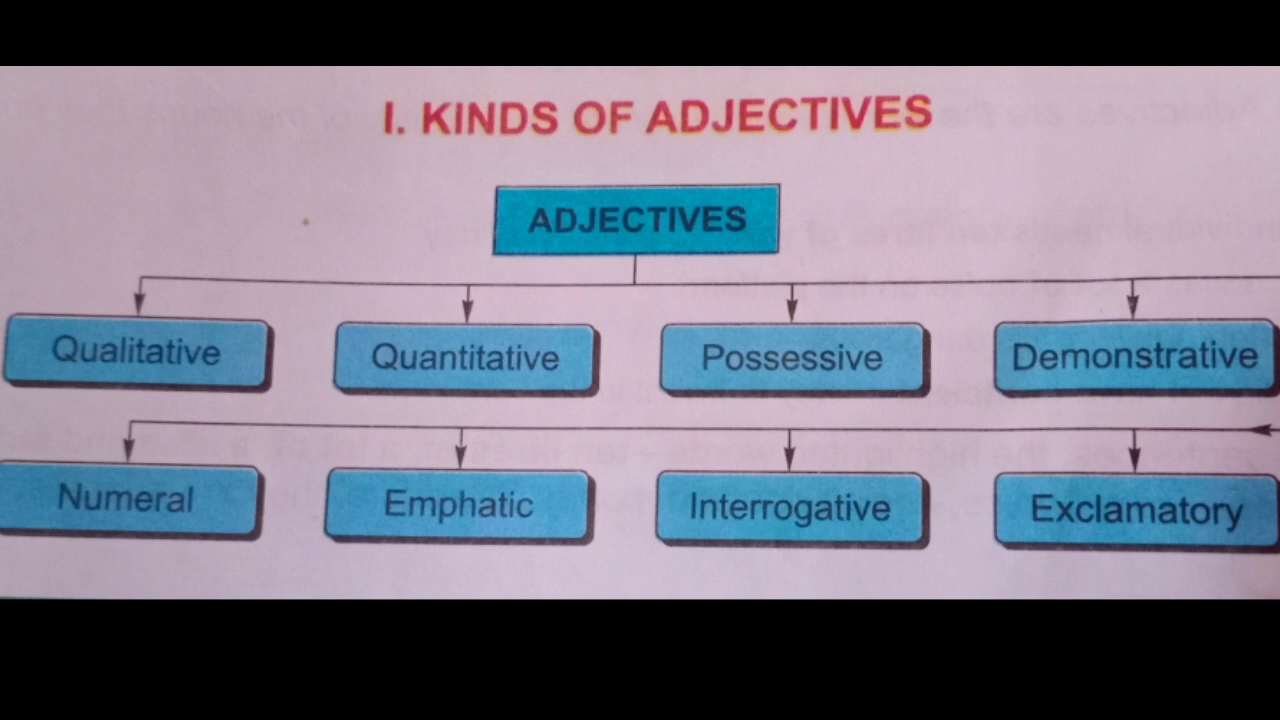 I. KINDS OF ADJECTIVES
ADJECTIVES
Qualitative Quantitative Possessive Demonstrative
Numeral Emphatic Interrogative Exclamatory